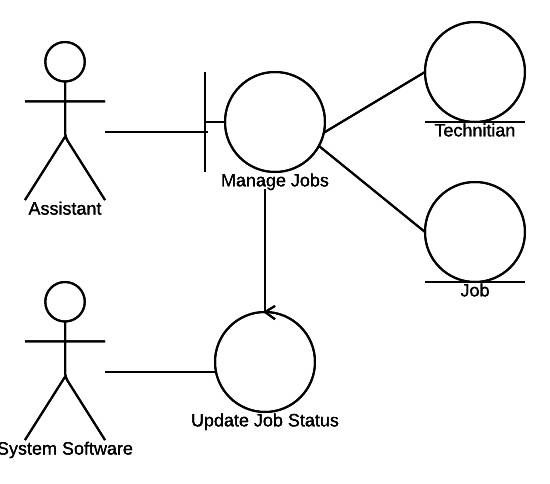 Technitian
Manage Jobs
Assistant
Job
Update Job Status
System Software